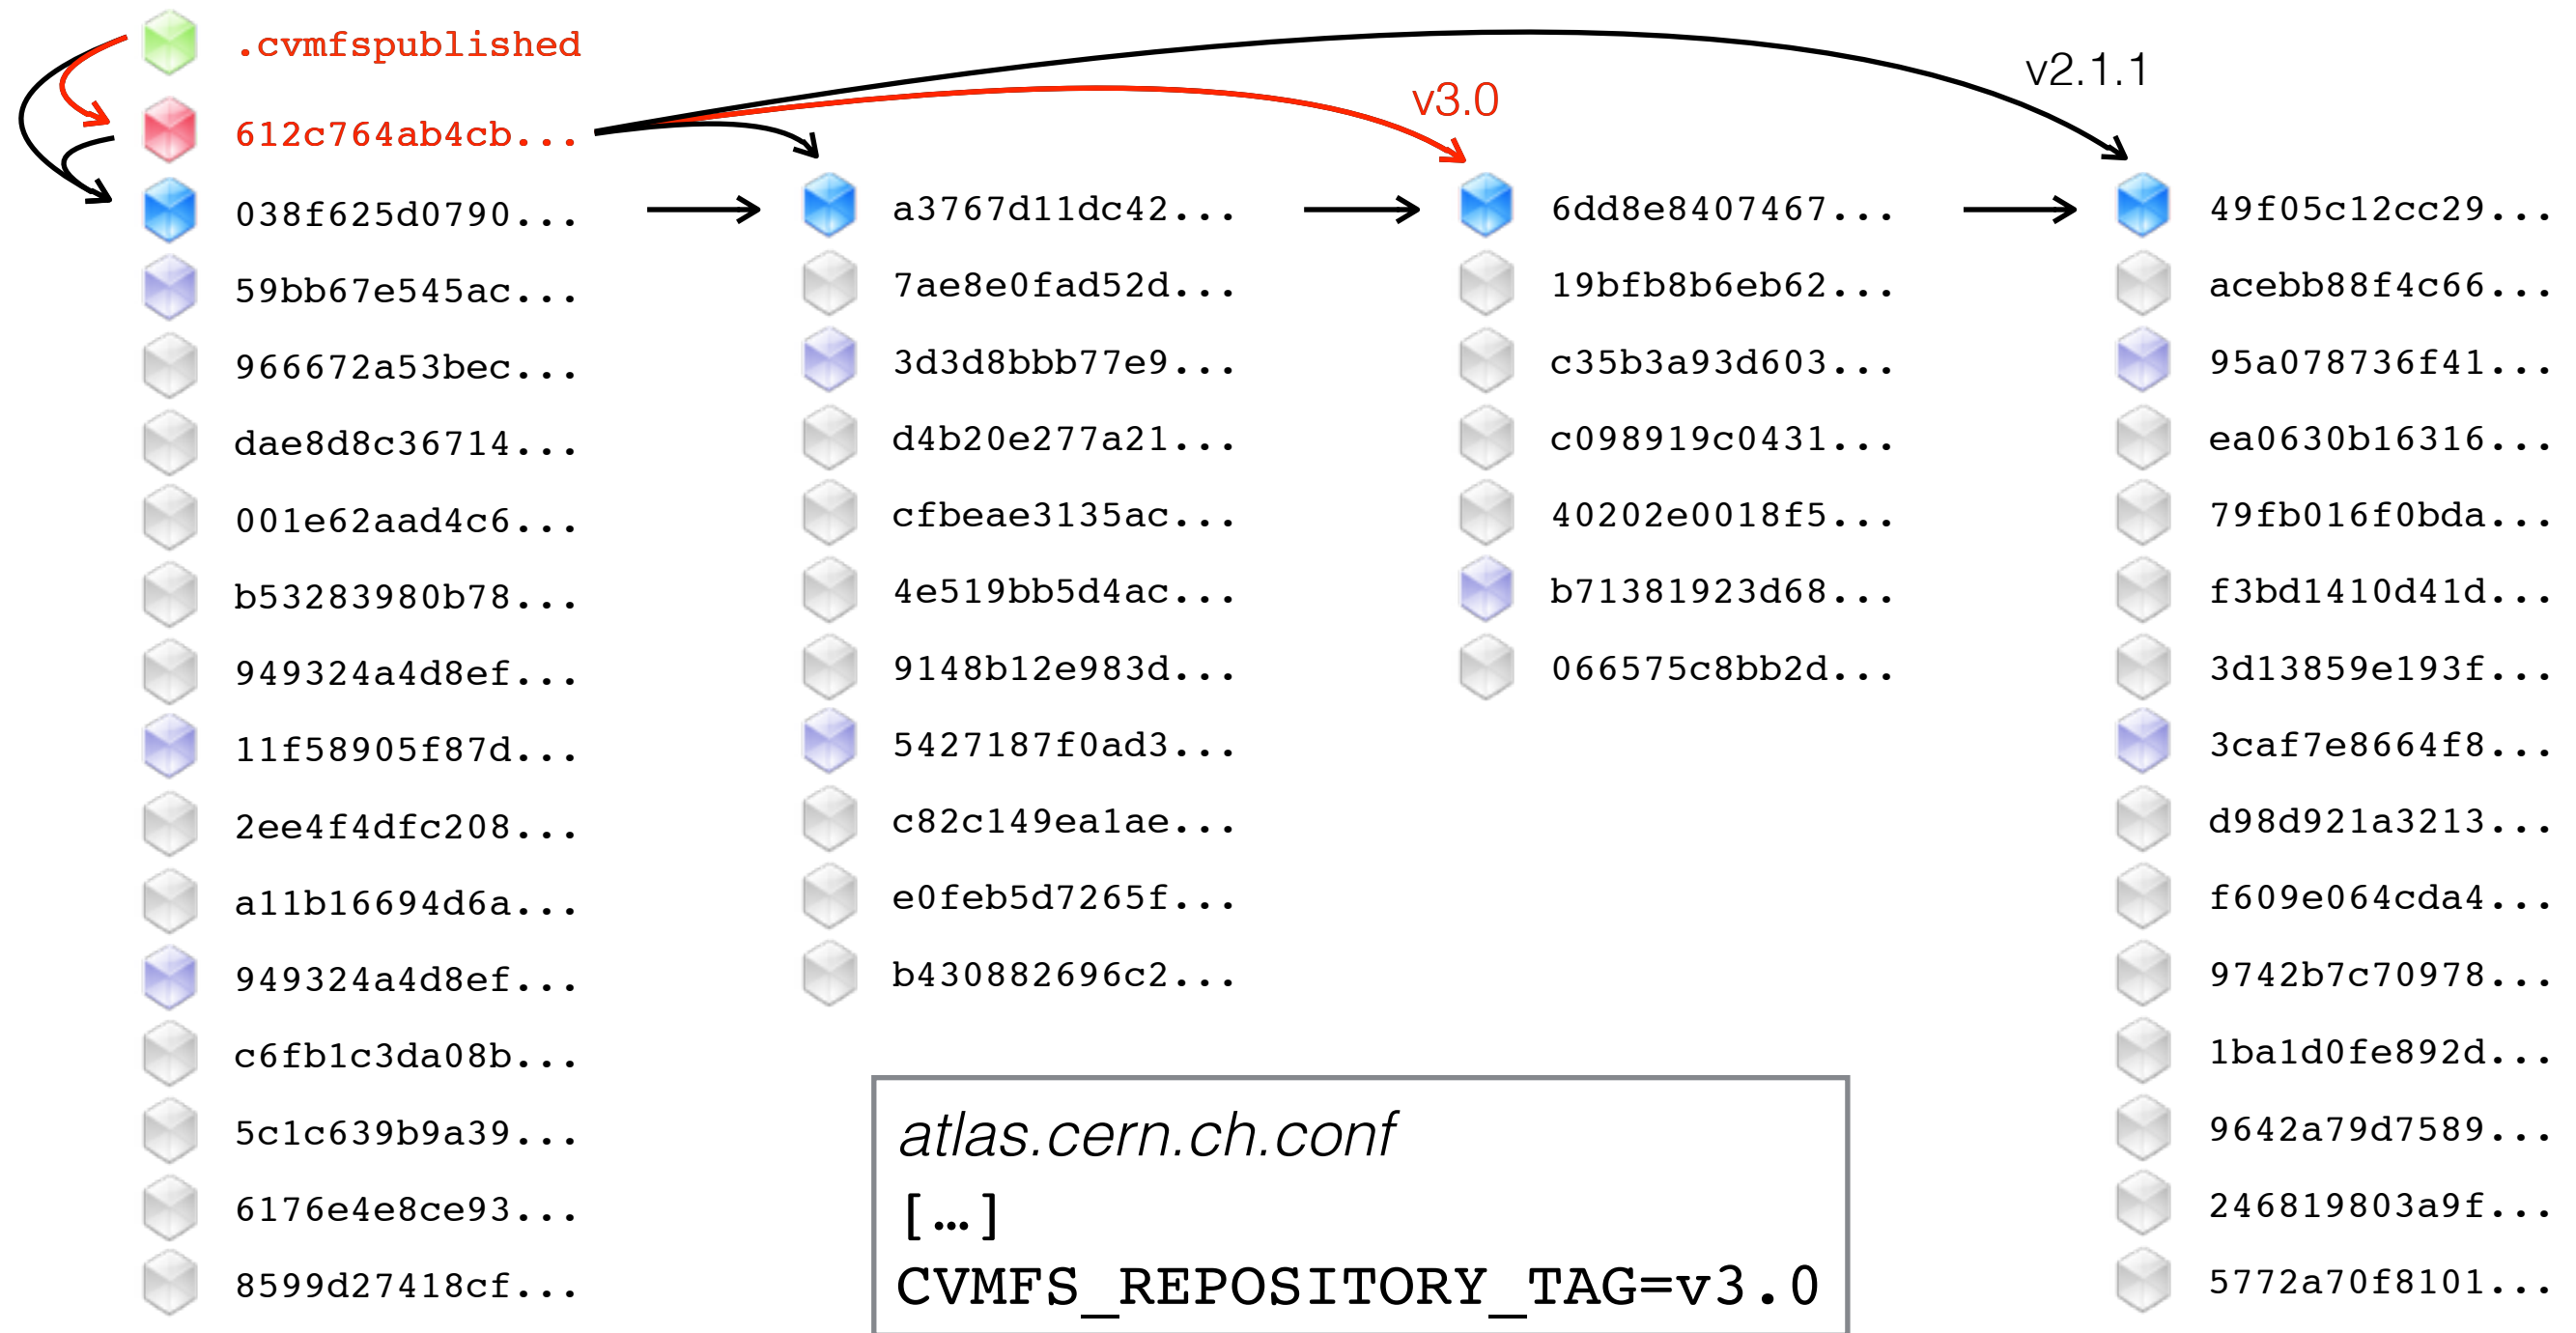 .cvmfspublished
612c764ab4cb...
038f625d0790...
59bb67e545ac...
966672a53bec...
dae8d8c36714...
001e62aad4c6...
b53283980b78...
949324a4d8ef...
11f58905f87d...
2ee4f4dfc208...
a11b16694d6a...
949324a4d8ef...
c6fb1c3da08b...
5c1c639b9a39...
6176e4e8ce93...
8599d27418cf...
a3767d11dc42...
7ae8e0fad52d...
3d3d8bbb77e9...
d4b20e277a21...
cfbeae3135ac...
4e519bb5d4ac...
9148b12e983d...
5427187f0ad3...
c82c149ea1ae...
e0feb5d7265f...
b430882696c2...
v3.0
6dd8e8407467...
19bfb8b6eb62...
c35b3a93d603...
c098919c0431...
40202e0018f5...
b71381923d68...
066575c8bb2d...
v2.1.1
49f05c12cc29...
acebb88f4c66...
95a078736f41...
ea0630b16316...
79fb016f0bda...
f3bd1410d41d...
3d13859e193f...
3caf7e8664f8...
d98d921a3213...
f609e064cda4...
9742b7c70978...
1ba1d0fe892d...
9642a79d7589...
246819803a9f...
5772a70f8101...
atlas.cern.ch.conf
[…]
CVMFS_REPOSITORY_TAG=v3.0